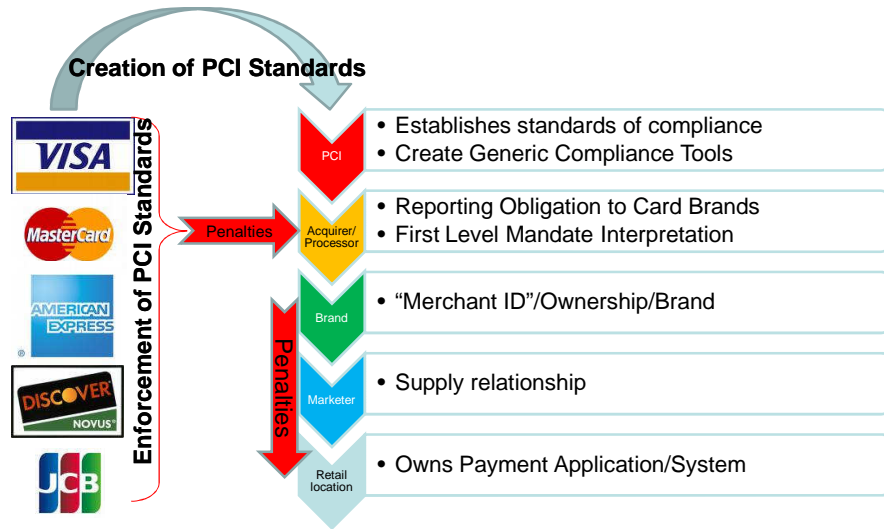 Creation of PCI Standards
VISA
MasterCard
AMERICAN
EXPRESS
®
DISCOVER
NOVUS®
JCB
Enforcement of PCI Standards
Penalties
Penalties
PCI
• Establishes standards of compliance
• Create Generic Compliance Tools
Acquirer/
Processor
• Reporting Obligation to Card Brands
• First Level Mandate Interpretation
Brand
• “Merchant ID”/Ownership/Brand
Marketer
• Supply relationship
Retail
location
• Owns Payment Application/System